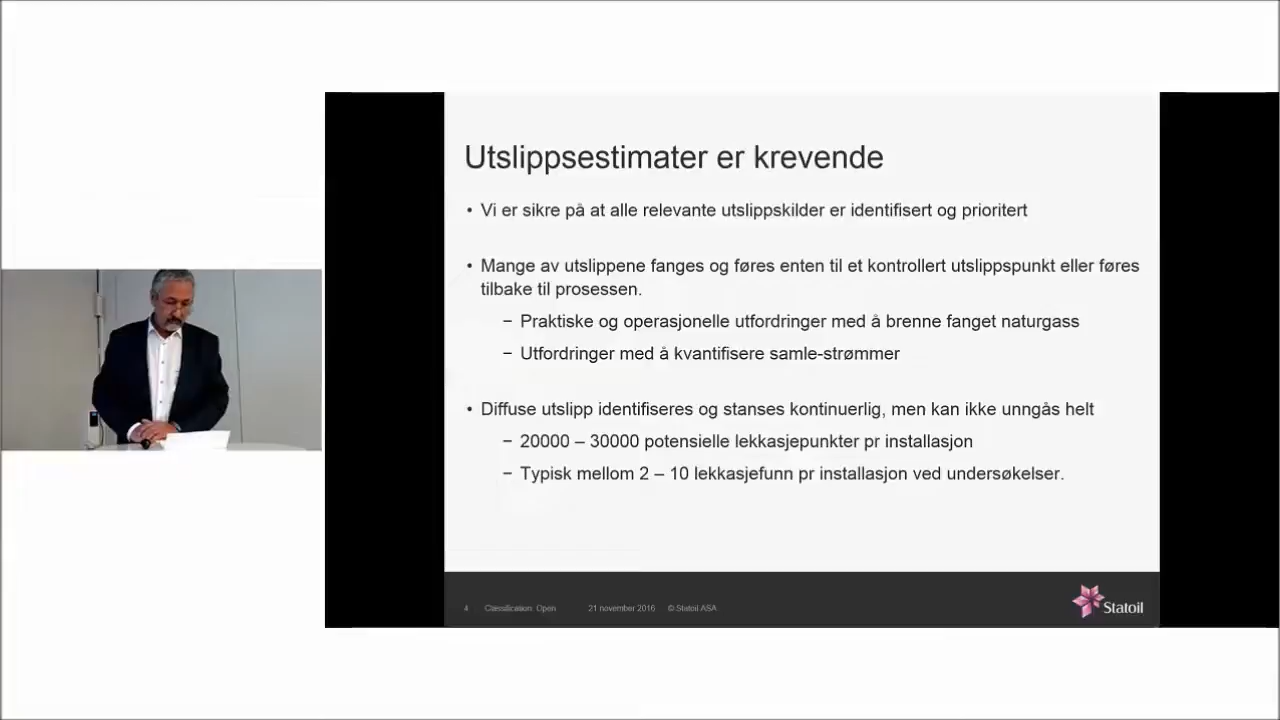 Utslippsestimater er krevende
• Vi er sikre på at alle relevante utslippskilder er identifisert og prioritert
• Mange av utslippene fanges og føres enten til et kontrollert utslippspunkt eller føres
tilbake til prosessen.
− Praktiske og operasjonelle utfordringer med å brenne fanget naturgass
− Utfordringer med å kvantifisere samle-strømmer
• Diffuse utslipp identifiseres og stanses kontinuerlig, men kan ikke unngås helt
− 20000 – 30000 potensielle lekkasjepunkter pr installasjon
− Typisk mellom 2 – 10 lekkasjefunn pr installasjon ved undersøkelser.
4 Classification: Open 21 november 2016 © Statoil ASA
Statoil